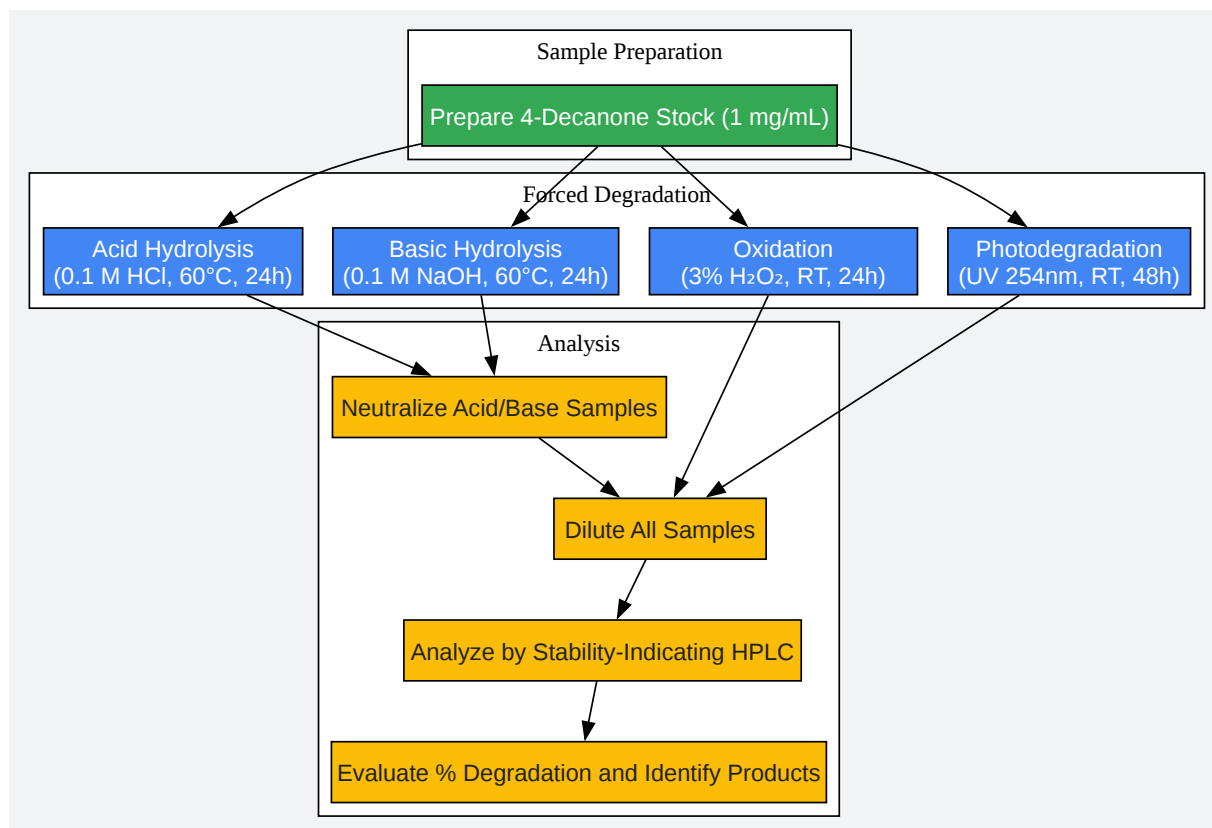 Sample Preparation
Prepare 4-Decanone Stock (1 mg/mL)
Forced Degradation
Acid Hydrolysis
(0.1 M HCl, 60°C, 24h)
Basic Hydrolysis
(0.1 M NaOH, 60°C, 24h)
Oxidation
(3% H₂O₂, RT, 24h)
Photodegradation
(UV 254nm, RT, 48h)
Analysis
Neutralize Acid/Base Samples
Dilute All Samples
Analyze by Stability-Indicating HPLC
Evaluate % Degradation and Identify Products